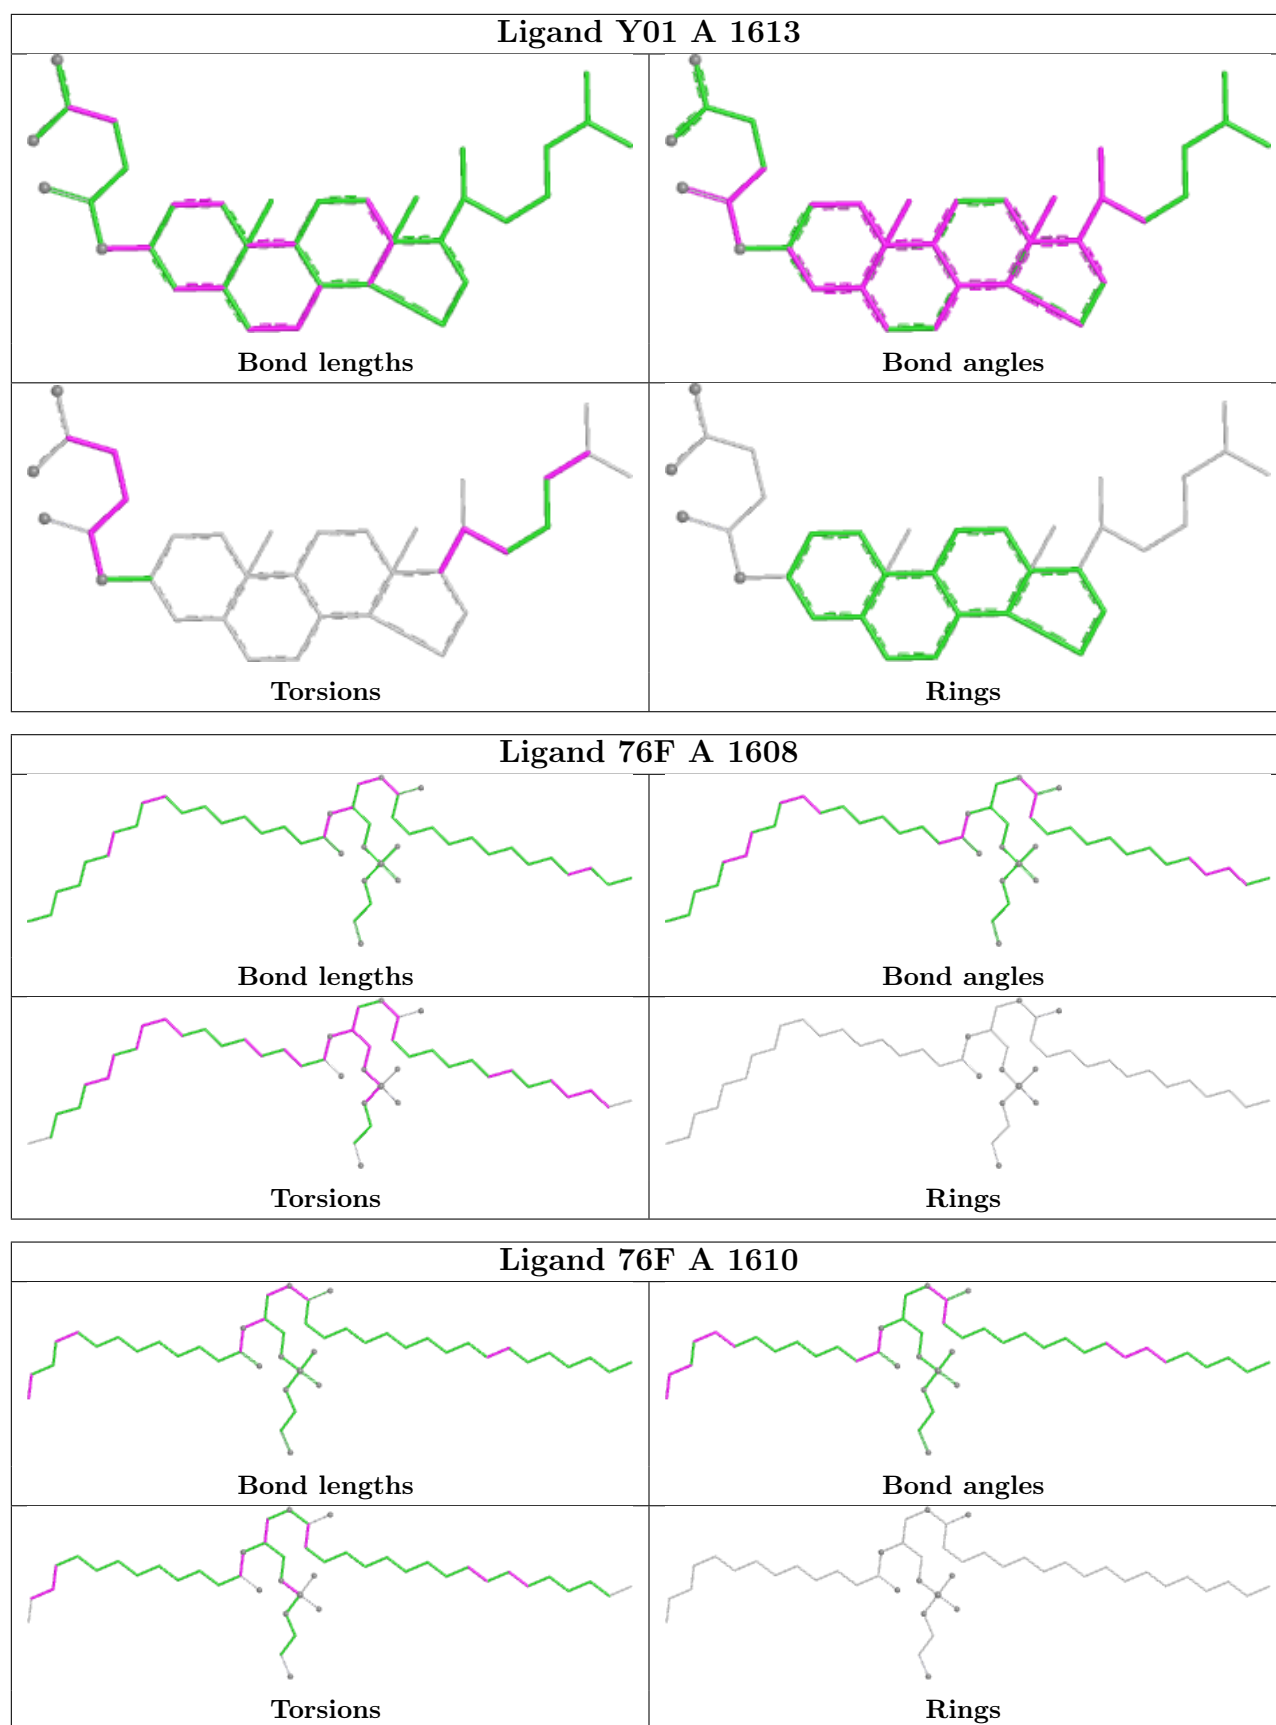 Ligand Y01 A 1613
Bond lengths
Bond angles
Torsions
Rings
Ligand 76F A 1608
Bond lengths
Bond angles
Torsions
Rings
Ligand 76F A 1610
Bond lengths
Bond angles
Torsions
Rings